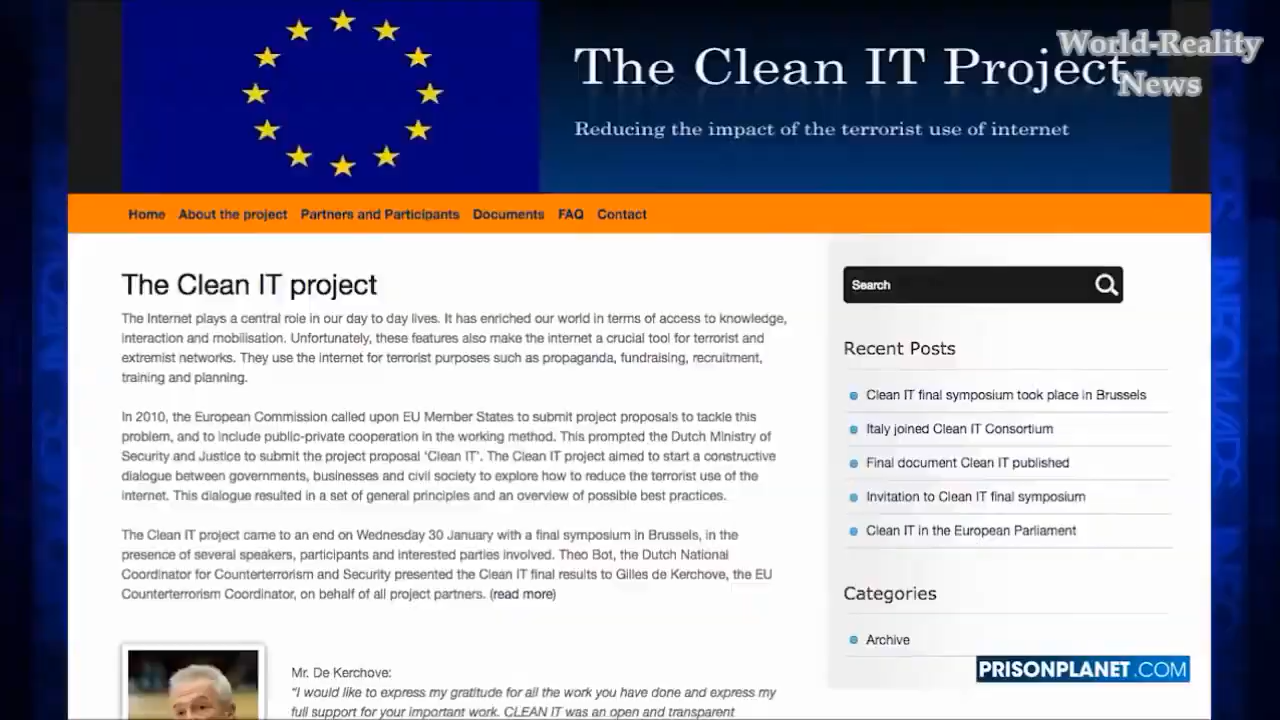 The Clean IT Project
World-Reality
News
Reducing the impact of the terrorist use of internet
Home About the project Partners and Participants Documents FAQ Contact
The Clean IT project
The Internet plays a central role in our day to day lives. It has enriched our world in terms of access to knowledge,
interaction and mobilisation. Unfortunately, these features also make the internet a crucial tool for terrorist and
extremist networks. They use the internet for terrorist purposes such as propaganda, fundraising, recruitment,
training and planning.
In 2010, the European Commission called upon EU Member States to submit project proposals to tackle this
problem, and to include public-private cooperation in the working method. This prompted the Dutch Ministry of
Security and Justice to submit the project proposal ‘Clean IT’. The Clean IT project aimed to start a constructive
dialogue between governments, businesses and civil society to explore how to reduce the terrorist use of the
internet. This dialogue resulted in a set of general principles and an overview of possible best practices.
The Clean IT project came to an end on Wednesday 30 January with a final symposium in Brussels, in the
presence of several speakers, participants and interested parties involved. Theo Bot, the Dutch National
Coordinator for Counterterrorism and Security presented the Clean IT final results to Gilles de Kerchove, the EU
Counterterrorism Coordinator, on behalf of all project partners. (read more)
Mr. De Kerchove:
“I would like to express my gratitude for all the work you have done and express my
full support for your important work. CLEAN IT was an open and transparent
Search
Recent Posts
Clean IT final symposium took place in Brussels
Italy joined Clean IT Consortium
Final document Clean IT published
Invitation to Clean IT final symposium
Clean IT in the European Parliament
Categories
Archive
PRISONPLANET.COM